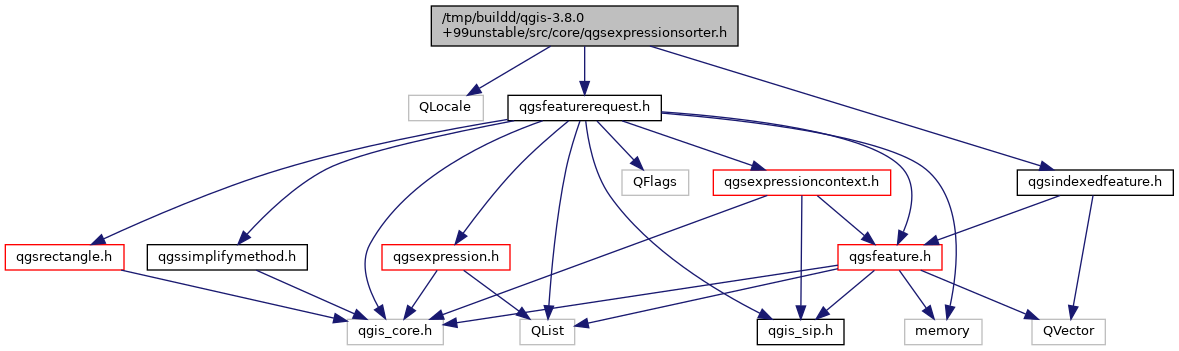 /tmp/buildd/qgis-3.8.0
+99unstable/src/core/qgsexpressionsorter.h
QLocale
qgsfeaturerequest.h
QFlags
qgsexpressioncontext.h
qgsindexedfeature.h
qgsrectangle.h
qgssimplifymethod.h
qgsexpression.h
qgsfeature.h
qgis_core.h
QList
qgis_sip.h
memory
QVector